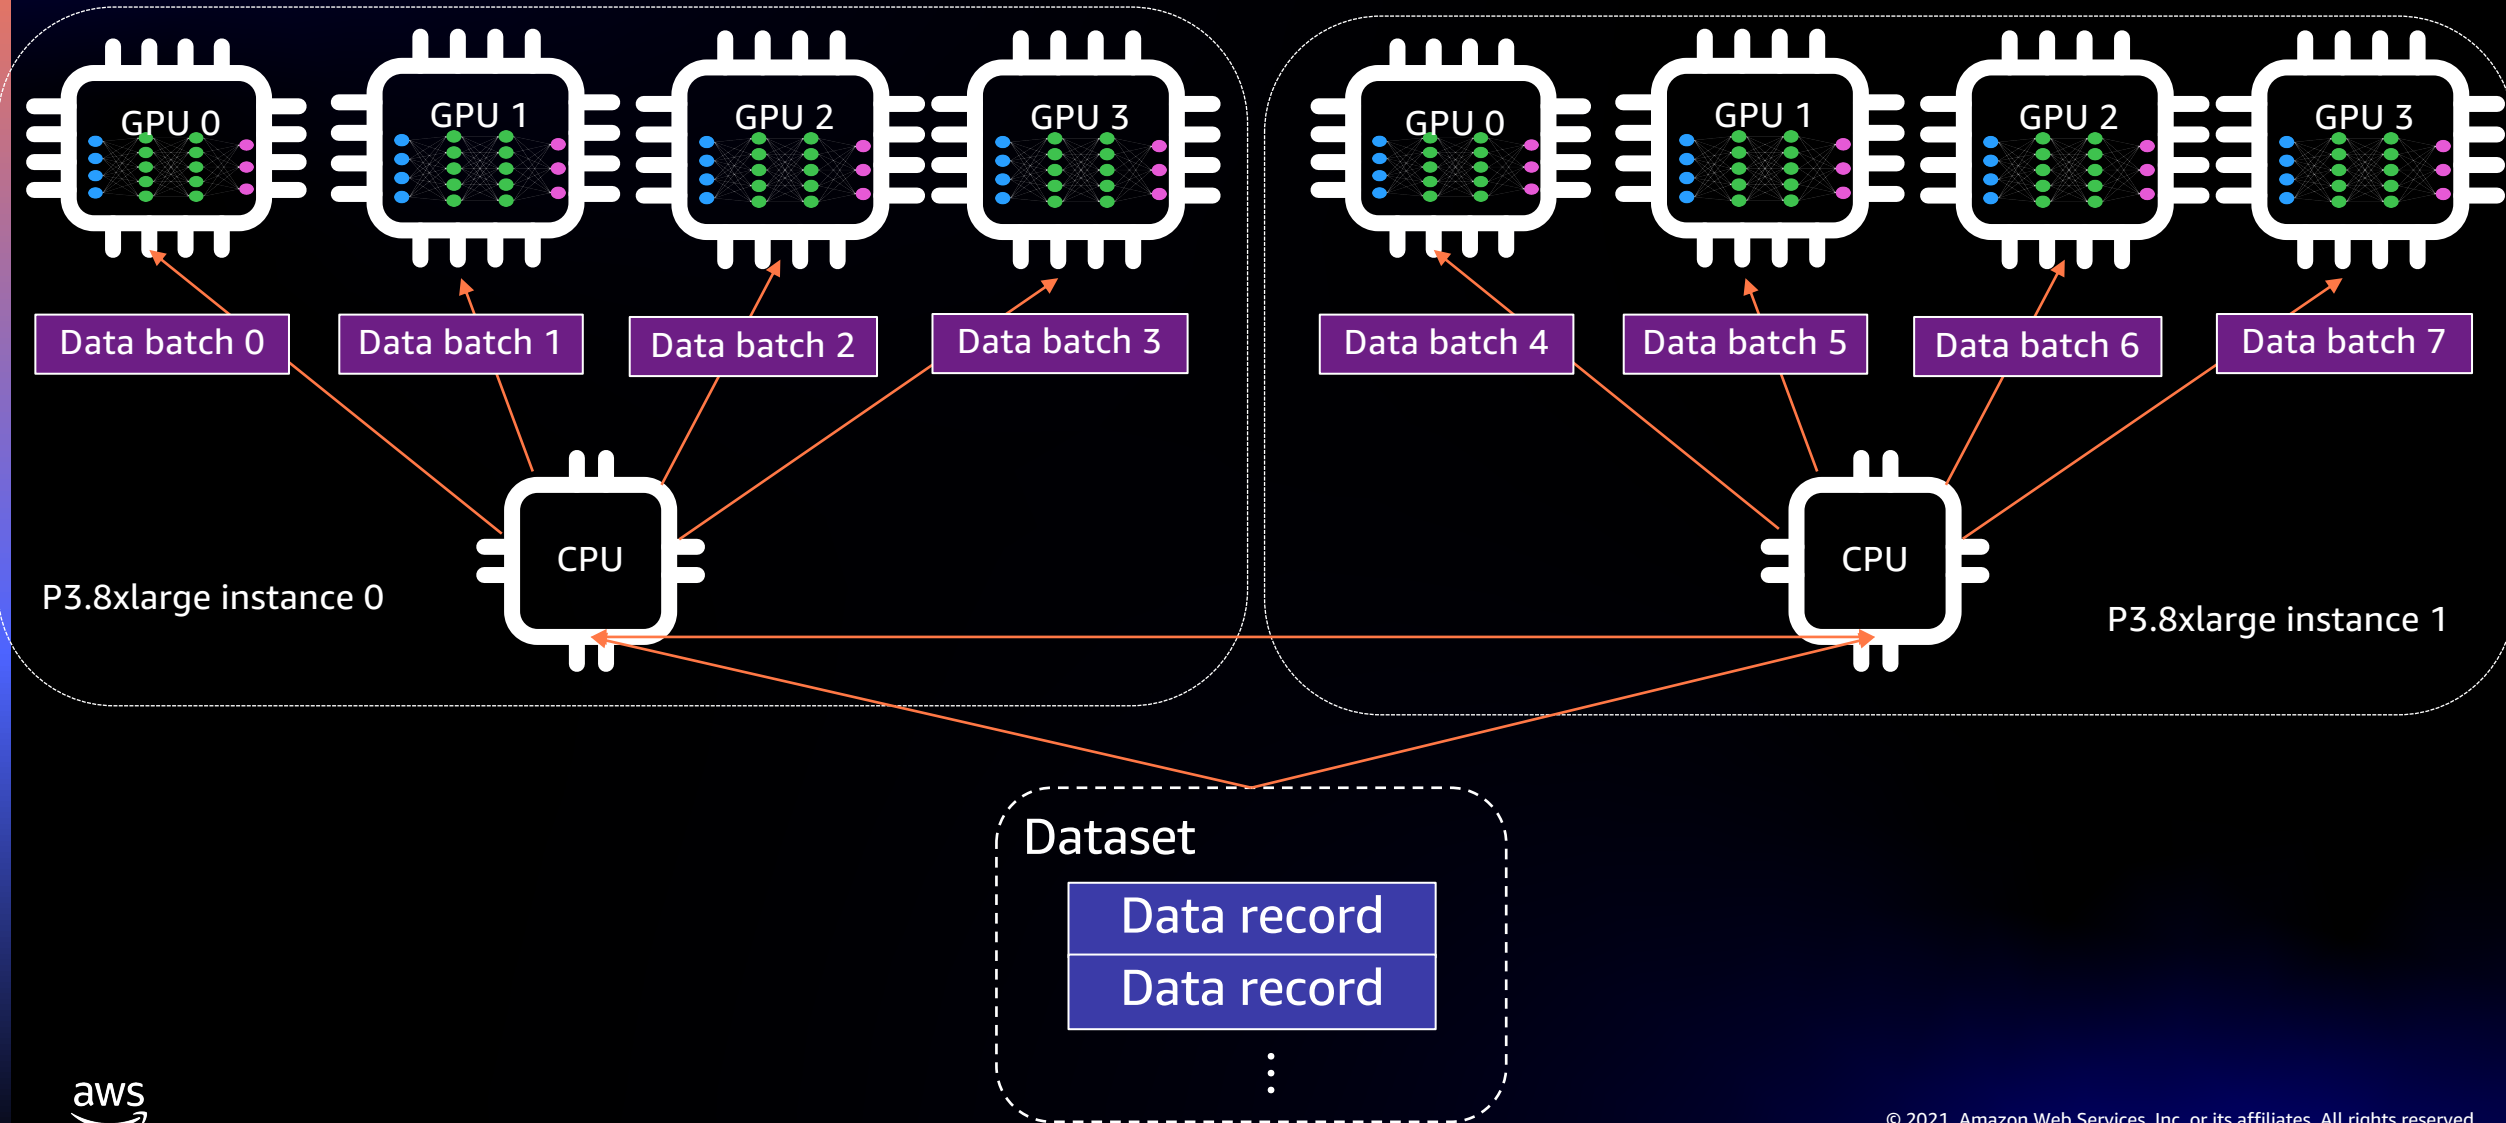 GPU 0
GPU 1
GPU 2
GPU 3
GPU 0
GPU 1
GPU 2
GPU 3
Data batch 0
Data batch 1
Data batch 2
Data batch 3
Data batch 4
Data batch 5
Data batch 6
Data batch 7
CPU
CPU
P3.8xlarge instance 0
P3.8xlarge instance 1
Dataset
Data record
Data record
aws
© 2021, Amazon Web Services, Inc. or its affiliates. All rights reserved.